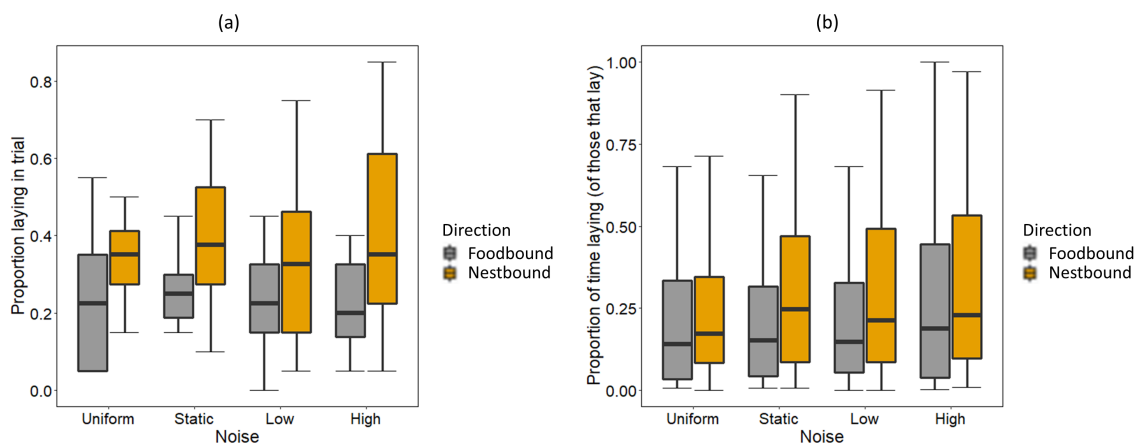 (a)
Proportion laying in trial
0.8
0.6
0.4
0.2
0.0
Uniform Static Low High
Noise
Direction
Foodbound
Nestbound
(b)
Proportion of time laying (of those that lay)
1.00
0.75
0.50
0.25
0.00
Uniform Static Low High
Noise
Direction
Foodbound
Nestbound